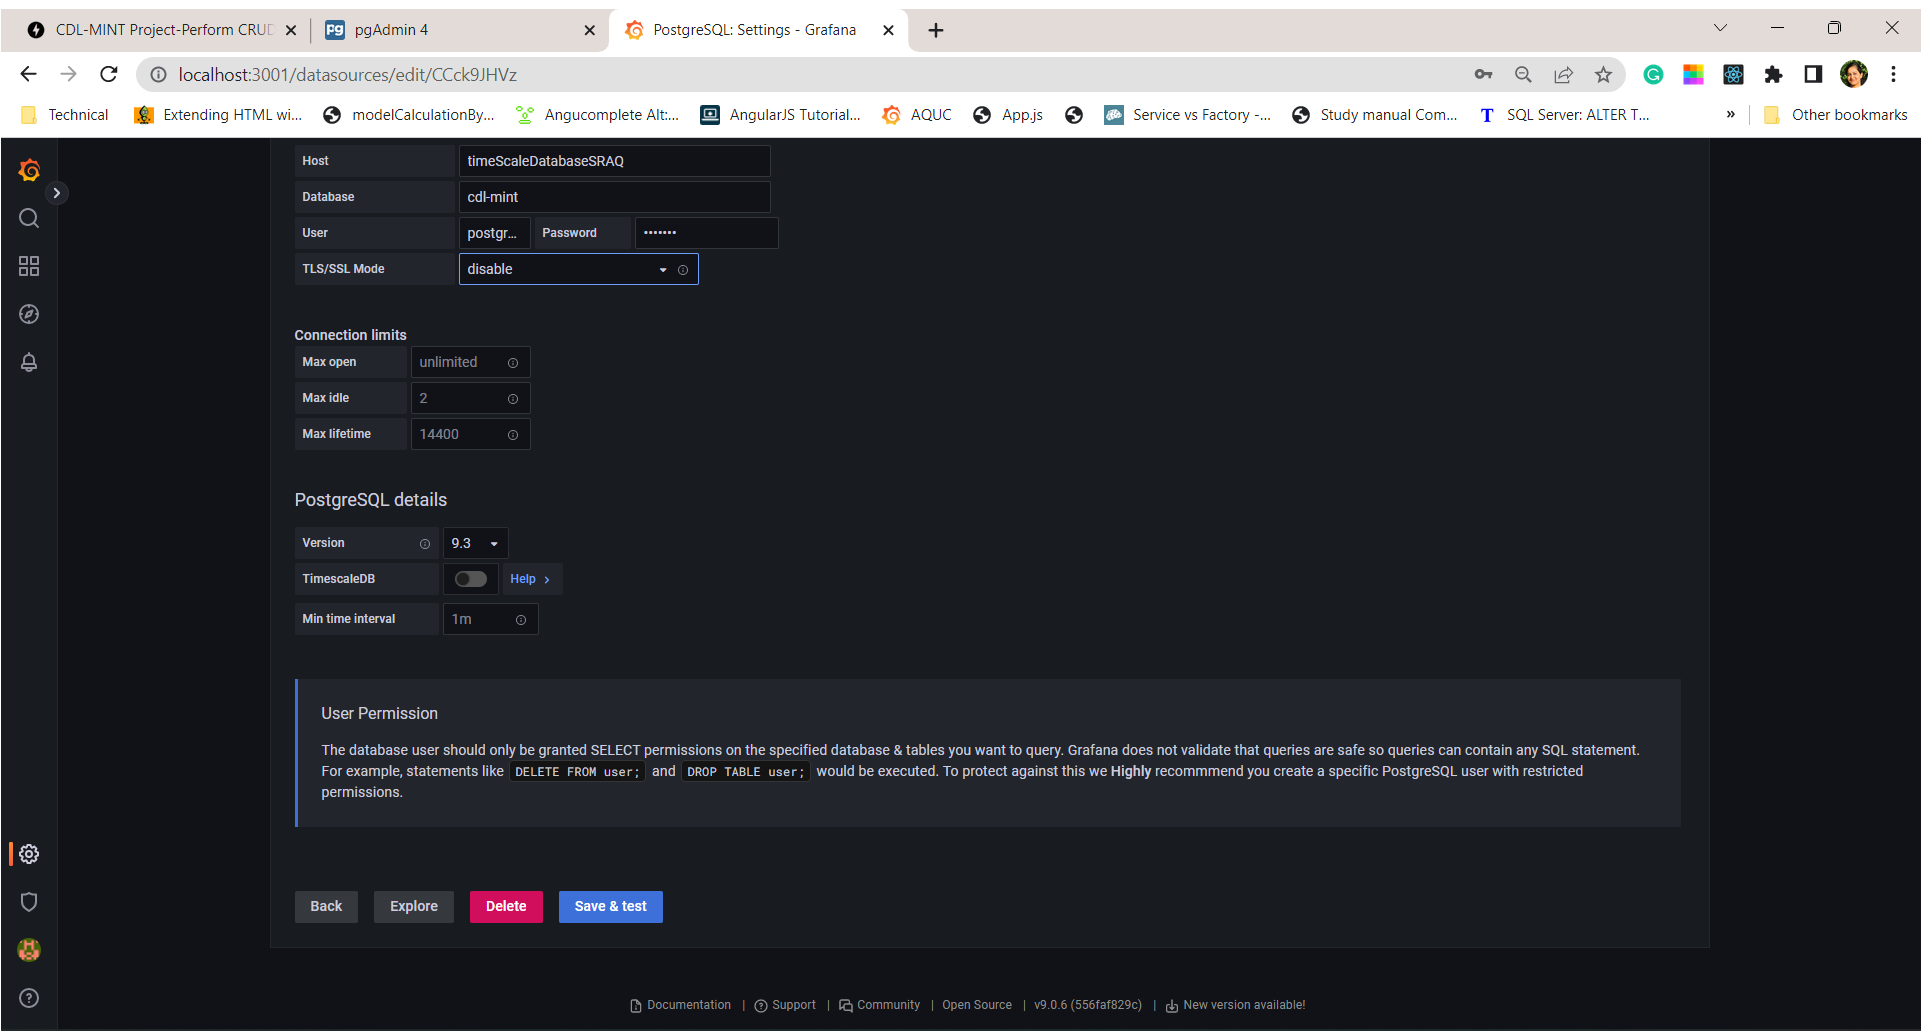 CDL-MINT Project-Perform CRUD
pgAdmin 4
PostgreSQL: Settings - Grafana
localhost:3001/datasources/edit/CCck9JHVz
Technical
Extending HTML wi...
modelCalculationBy...
Angucomplete Alt:...
AngularJS Tutorial...
AQUC
App.js
Service vs Factory -...
Study manual Com...
T SQL Server: ALTER T...
»
Other bookmarks
Host timeScaleDatabaseSRAQ
Database cdl-mint
User postgr... Password •••••••
TLS/SSL Mode disable
Connection limits
Max open unlimited
Max idle 2
Max lifetime 14400
PostgreSQL details
Version 9.3
TimescaleDB Help >
Min time interval 1m
User Permission
The database user should only be granted SELECT permissions on the specified database & tables you want to query. Grafana does not validate that queries are safe so queries can contain any SQL statement.
For example, statements like DELETE FROM user; and DROP TABLE user; would be executed. To protect against this we Highly recommmend you create a specific PostgreSQL user with restricted
permissions.
Back Explore Delete Save & test
Documentation | Support | Community | Open Source | v9.0.6 (556faf829c) | New version available!